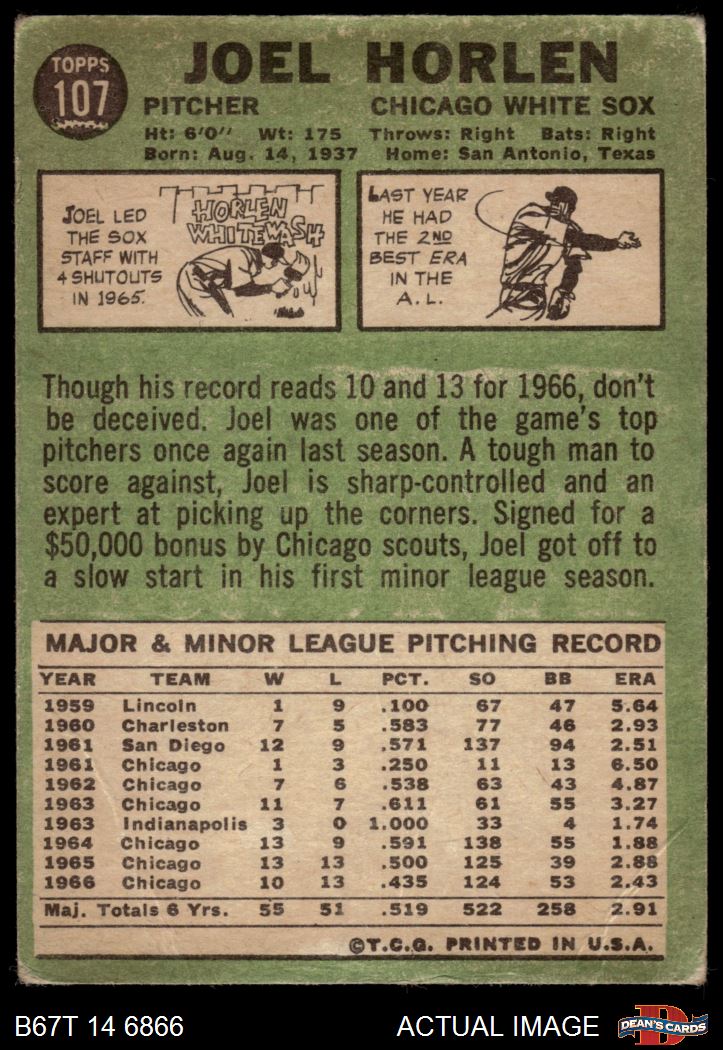 TOPPS
107
JOEL HORLEN
PITCHER CHICAGO WHITE SOX
Ht: 6'0" Wt: 175 Throws: Right Bats: Right
Born: Aug. 14, 1937 Home: San Antonio, Texas
JOEL LED
THE SOX
STAFF WITH
4 SHUTOUTS
IN 1965.
HORLEN
WHITEWASH
LAST YEAR
HE HAD
THE 2ND
BEST ERA
IN THE
A.L.
Though his record reads 10 and 13 for 1966, don't
be deceived. Joel was one of the game's top
pitchers once again last season. A tough man to
score against, Joel is sharp-controlled and an
expert at picking up the corners. Signed for a
$50,000 bonus by Chicago scouts, Joel got off to
a slow start in his first minor league season.
MAJOR & MINOR LEAGUE PITCHING RECORD
YEAR TEAM W L PCT. SO BB ERA
1959 Lincoln 1 9 .100 67 47 5.64
1960 Charleston 7 5 .583 77 46 2.93
1961 San Diego 12 9 .571 137 94 2.51
1961 Chicago 1 3 .250 11 13 6.50
1962 Chicago 7 6 .538 63 43 4.87
1963 Chicago 11 7 .611 61 55 3.27
1963 Indianapolis 3 0 1.000 33 4 1.74
1964 Chicago 13 9 .591 138 55 1.88
1965 Chicago 13 13 .500 125 39 2.88
1966 Chicago 10 13 .435 124 53 2.43
Maj. Totals 6 Yrs. 55 51 .519 522 258 2.91
©T.C.G. PRINTED IN U.S.A.
B67T 14 6866 ACTUAL IMAGE
DEAN'S CARDS